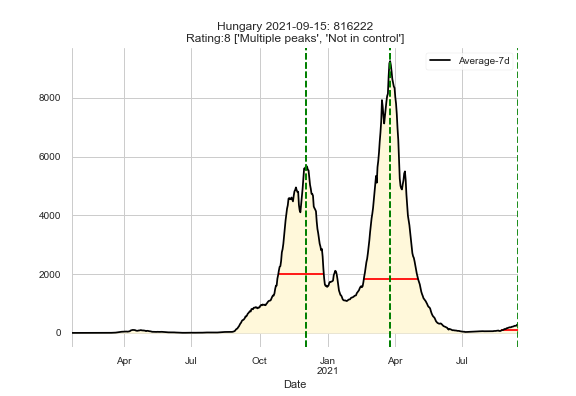 Hungary 2021-09-15: 816222
Rating:8 ['Multiple peaks', 'Not in control']
Average-7d
8000
6000
4000
2000
0
Apr
Jul
Oct
Jan
2021
Apr
Jul
Date